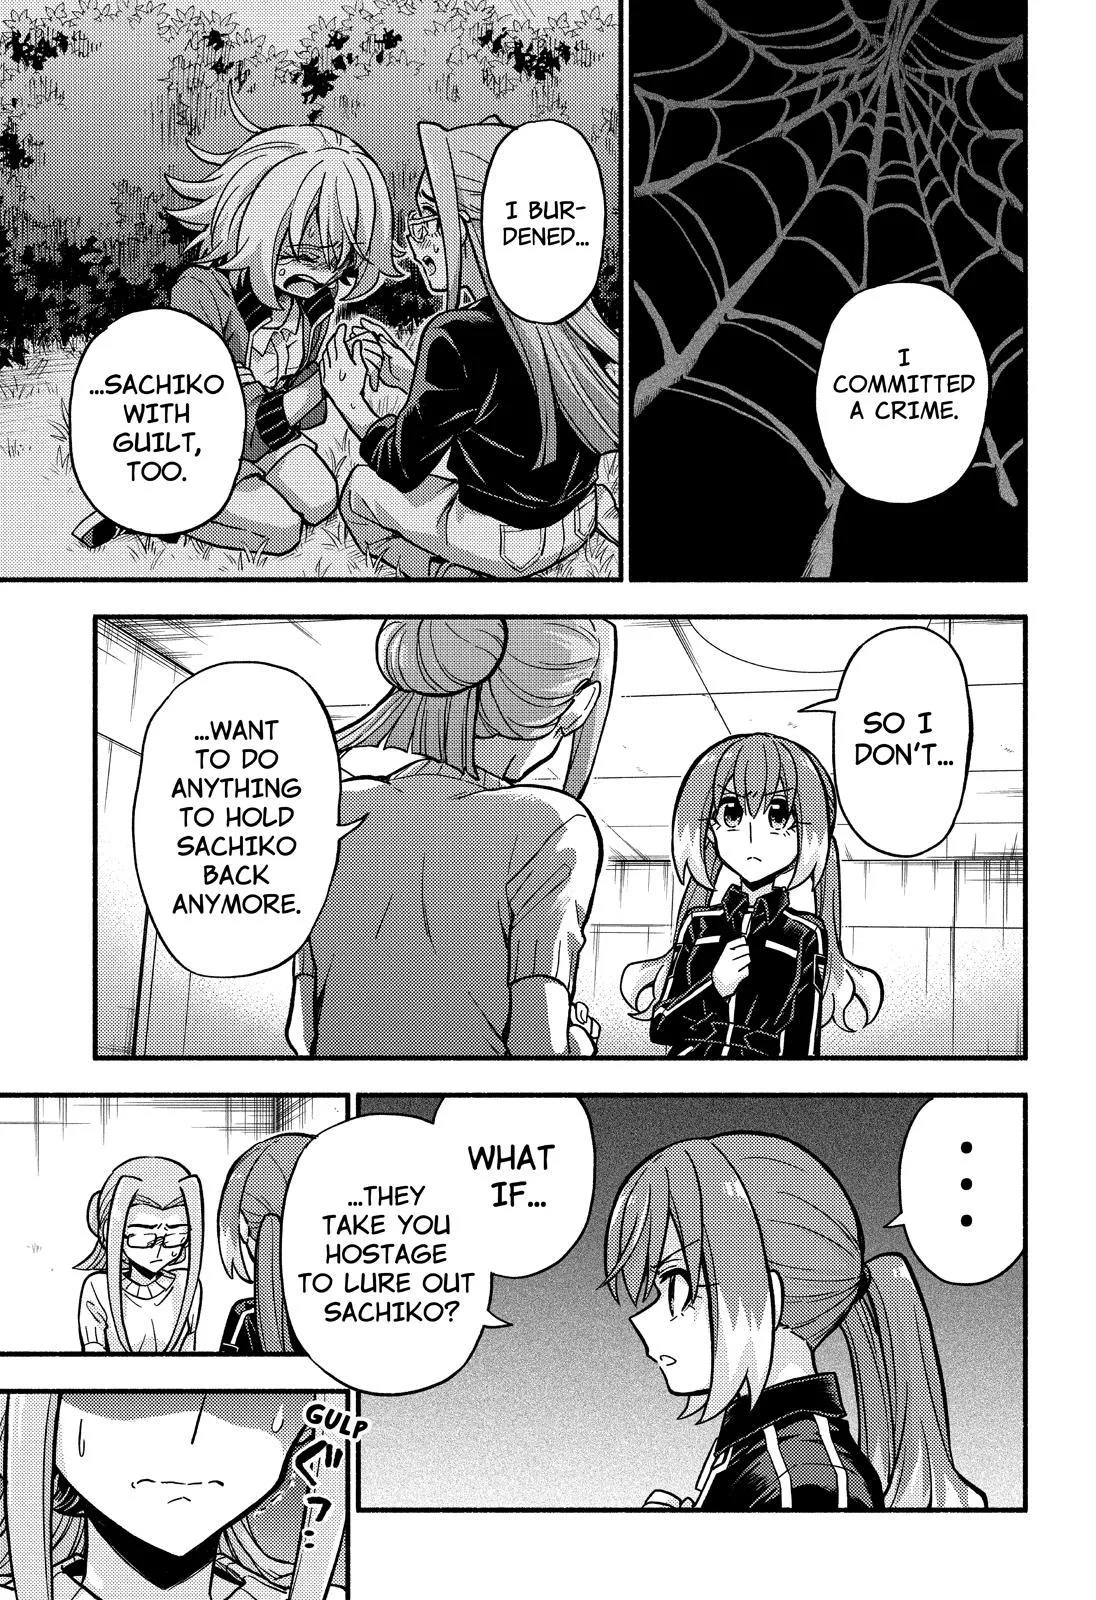 I
COMMITTED
A CRIME.
I BUR-
DENED...
...SACHIKO
WITH
GUILT,
TOO.
SO I
DON'T...
...WANT
TO DO
ANYTHING
TO HOLD
SACHIKO
BACK
ANYMORE.
...
WHAT
IF...
...THEY
TAKE YOU
HOSTAGE
TO LURE OUT
SACHIKO?
GULP
ぐ